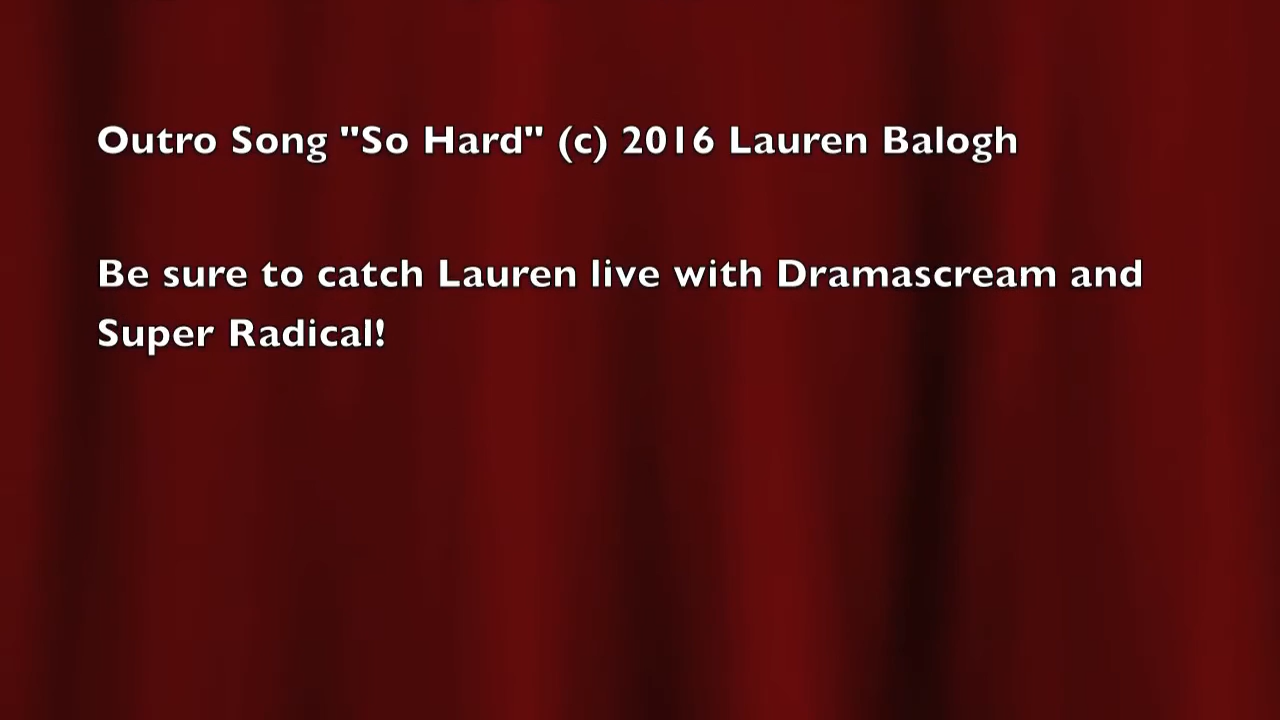 Outro Song "So Hard" (c) 2016 Lauren Balogh
Be sure to catch Lauren live with Dramascream and
Super Radical!